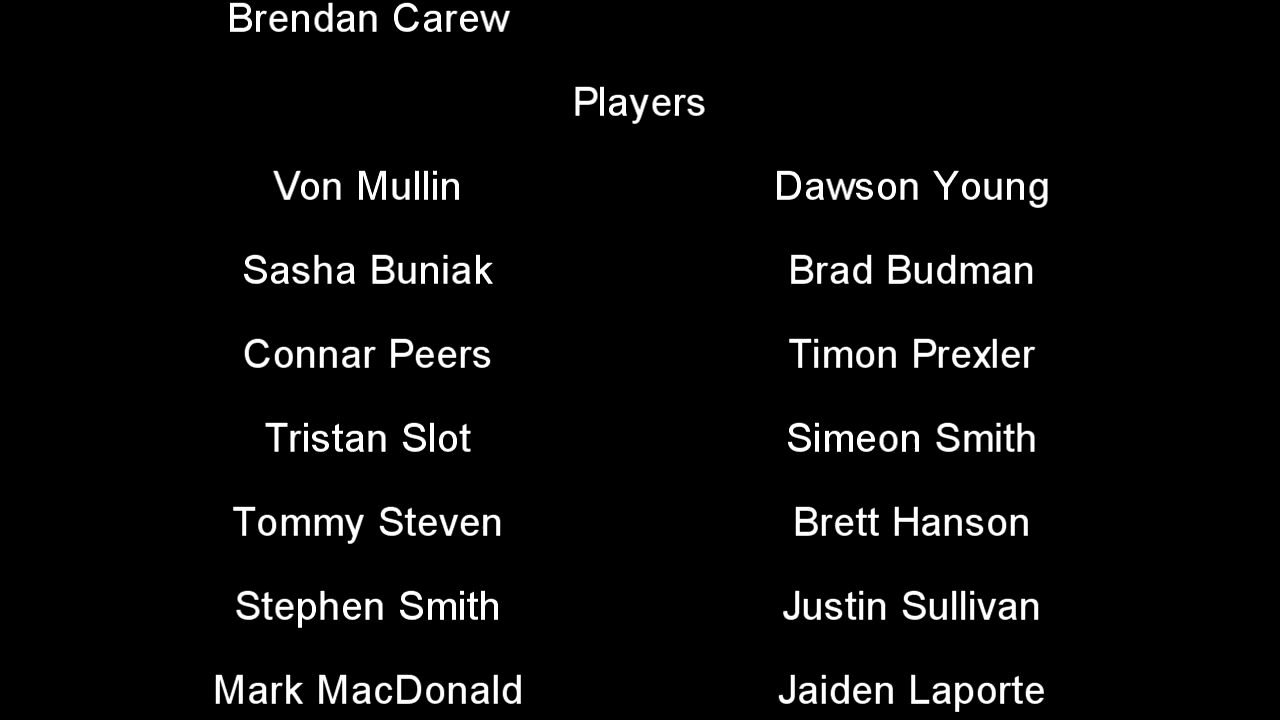 Brendan Carew
Players
Von Mullin Dawson Young
Sasha Buniak Brad Budman
Connar Peers Timon Prexler
Tristan Slot Simeon Smith
Tommy Steven Brett Hanson
Stephen Smith Justin Sullivan
Mark MacDonald Jaiden Laporte